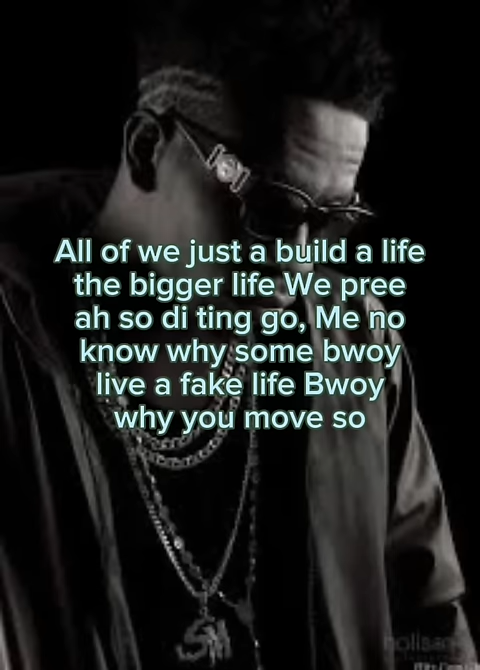 All of we just a build a life
the bigger life We pree
ah so di ting go, Me no
know why some bwoy
live a fake life Bwoy
why you move so